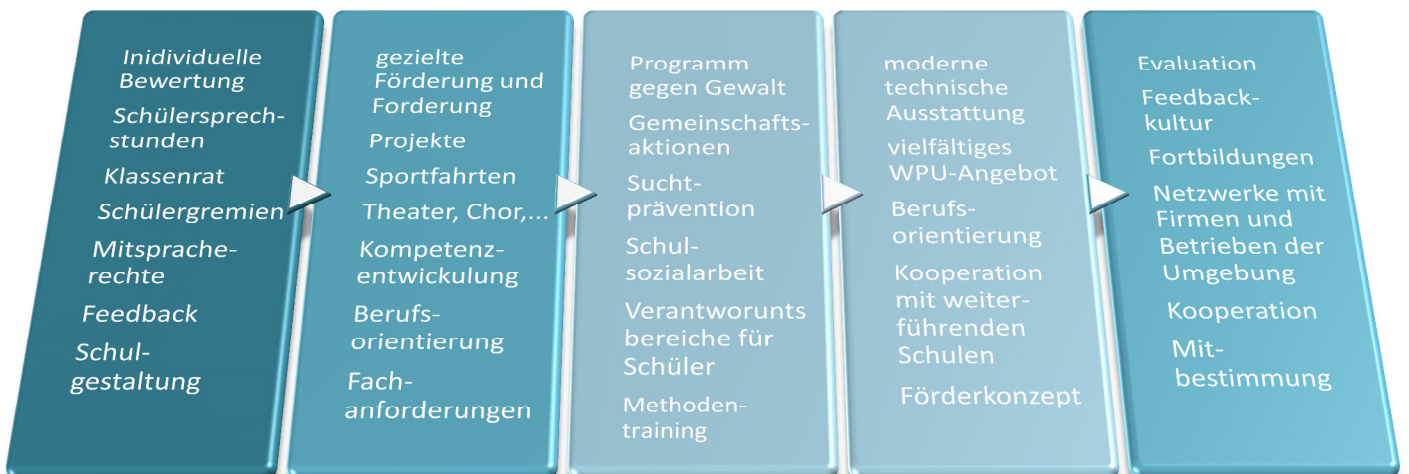 Inidividuelle
Bewertung
Schülersprech-
stunden
Klassenrat
Schülergremien
Mitsprache-
rechte
Feedback
Schul-
gestaltung
gezielte
Förderung und
Forderung
Projekte
Sportfahrten
Theater, Chor,...
Kompetenz-
entwickulung
Berufs-
orientierung
Fach-
anforderungen
Programm
gegen Gewalt
Gemeinschafts-
aktionen
Sucht-
prävention
Schul-
sozialarbeit
Verantworunts
bereiche für
Schüler
Methoden-
training
moderne
technische
Ausstattung
vielfältiges
WPU-Angebot
Berufs-
orientierung
Kooperation
mit weiter-
führenden
Schulen
Förderkonzept
Evaluation
Feedback-
kultur
Fortbildungen
Netzwerke mit
Firmen und
Betrieben der
Umgebung
Kooperation
Mit-
bestimmung